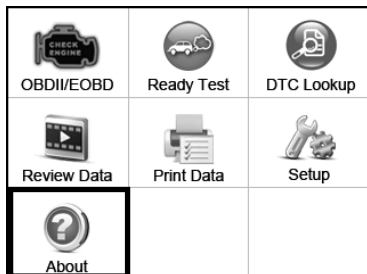 CHECK
ENGINE
OBDII/EOBD
Ready Test
DTC Lookup
Review Data
Print Data
Setup
?
About